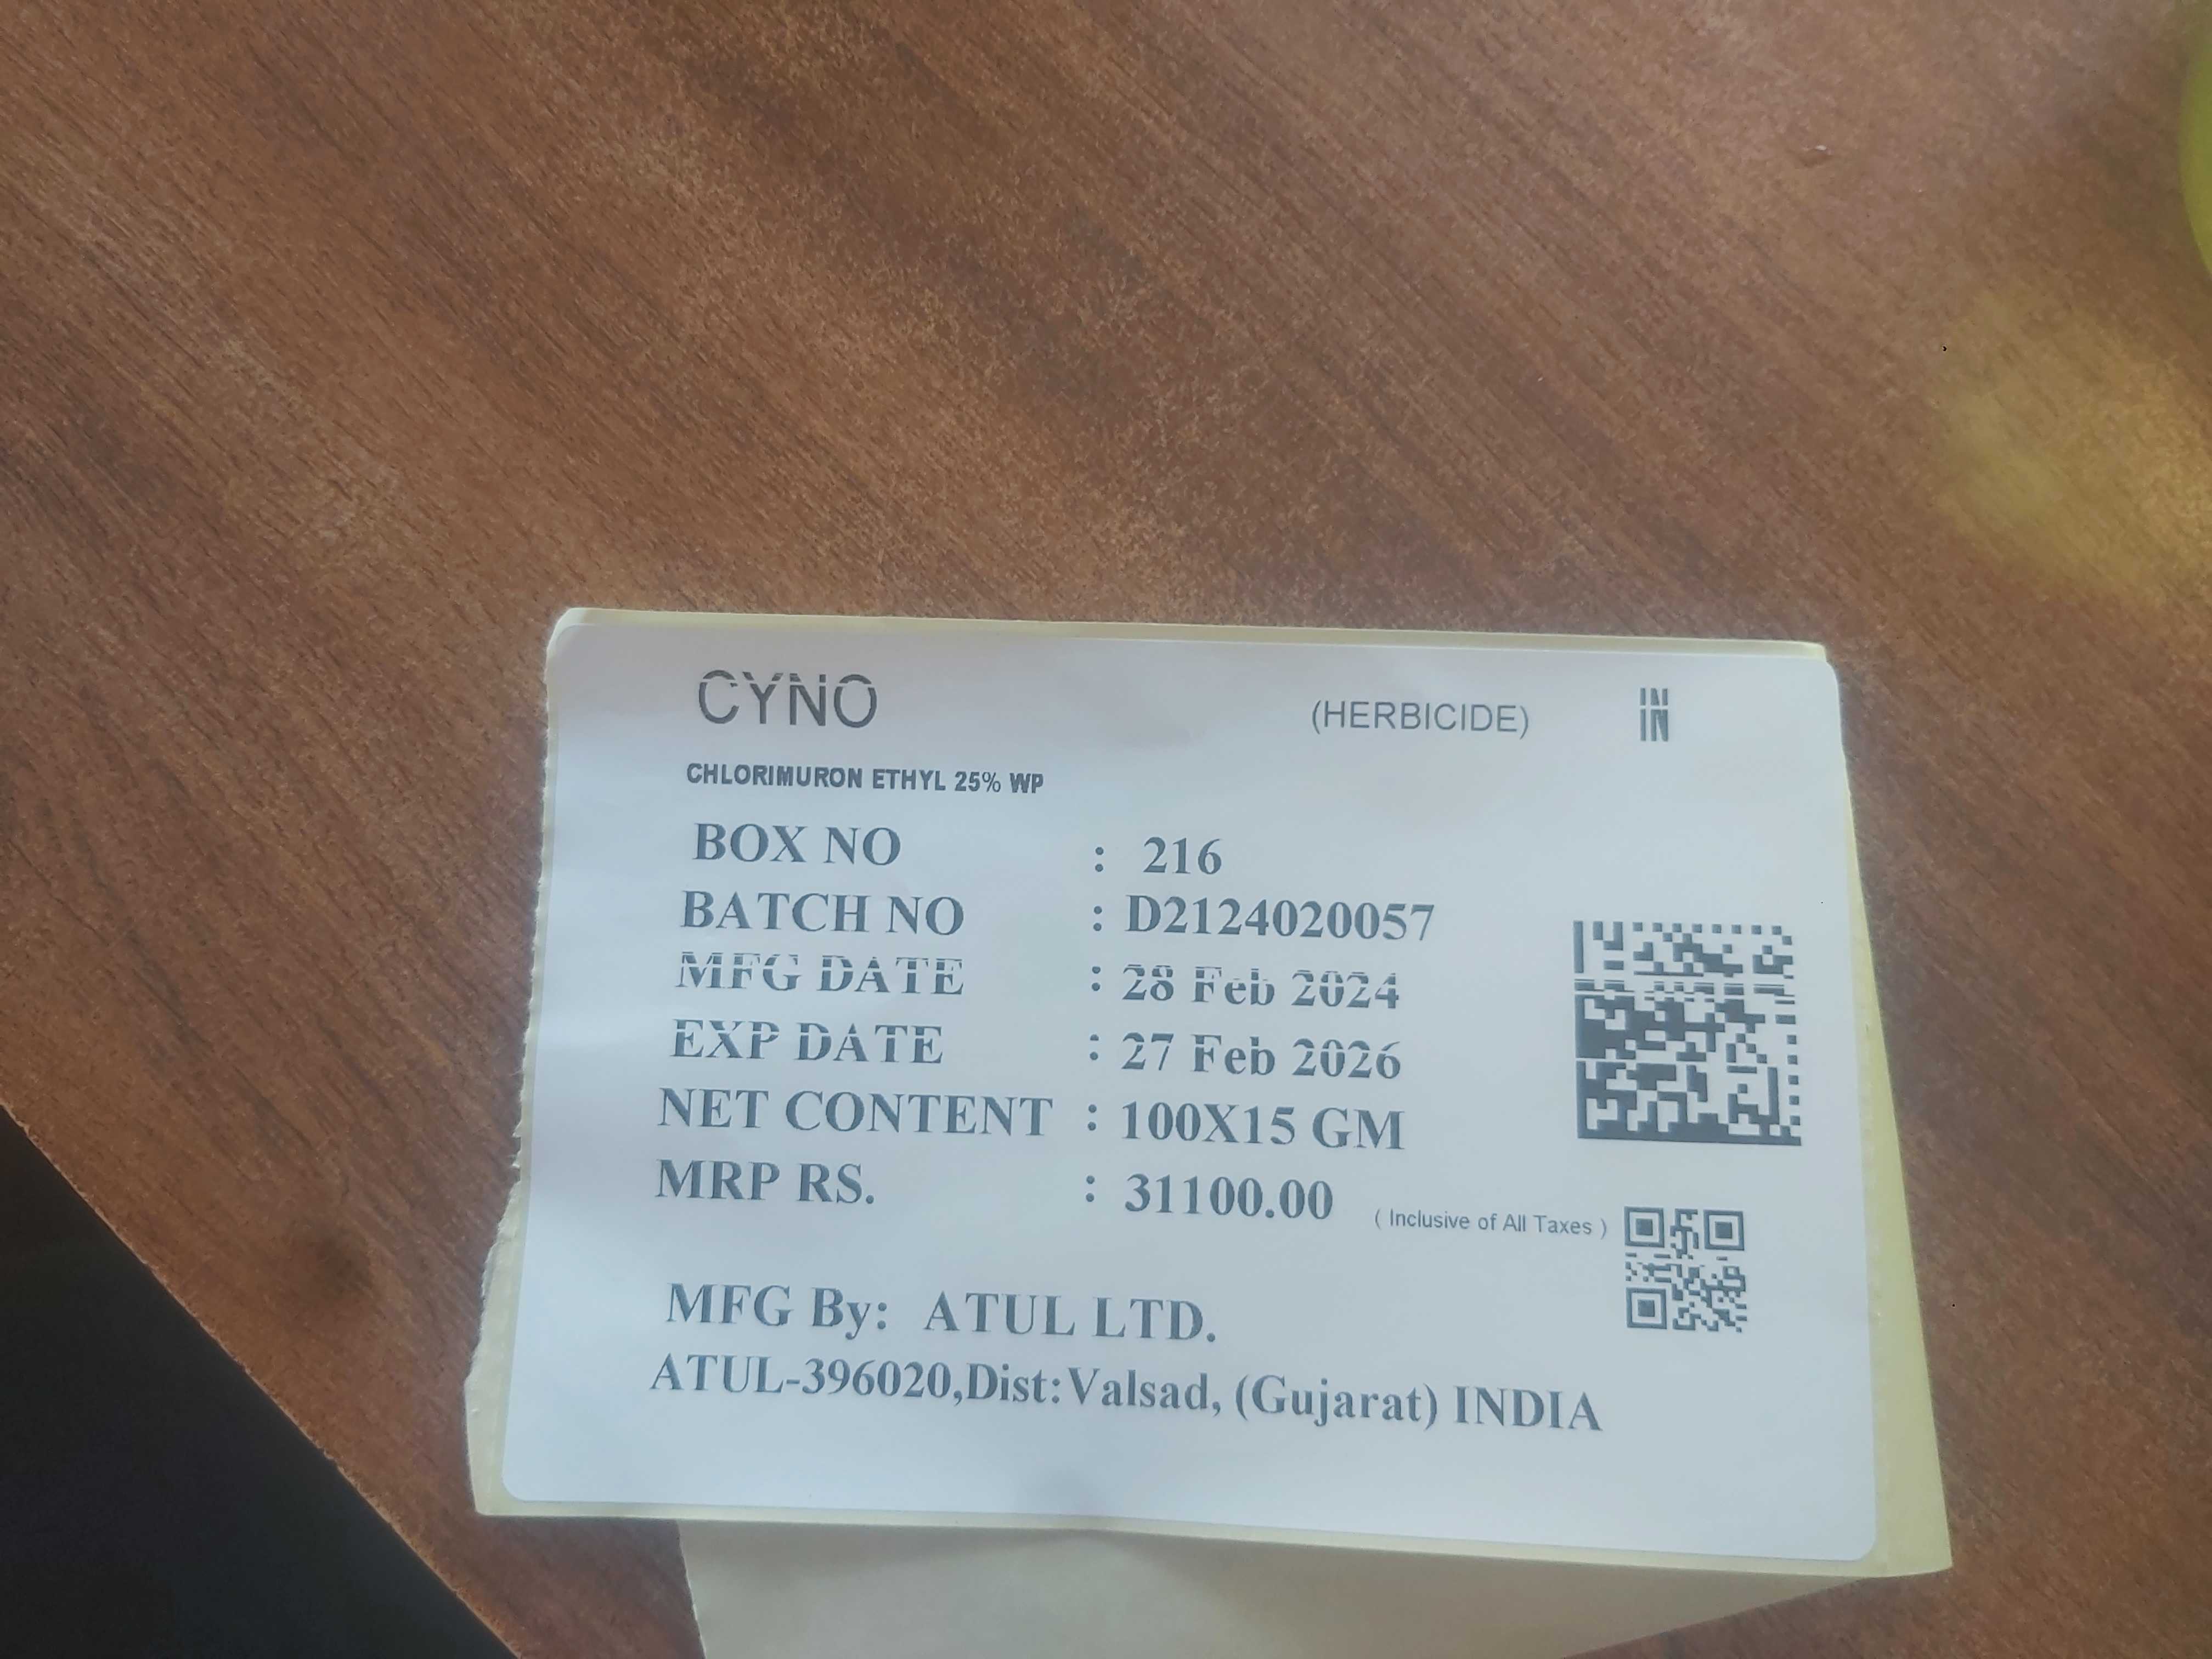 CYNO (HERBICIDE) IN
CHLORIMURON ETHYL 25% WP
BOX NO : 216
BATCH NO : D2124020057
MFG DATE : 28 Feb 2024
EXP DATE : 27 Feb 2026
NET CONTENT : 100X15 GM
MRP RS. : 31100.00 ( Inclusive of All Taxes )
MFG By: ATUL LTD.
ATUL-396020,Dist:Valsad, (Gujarat) INDIA